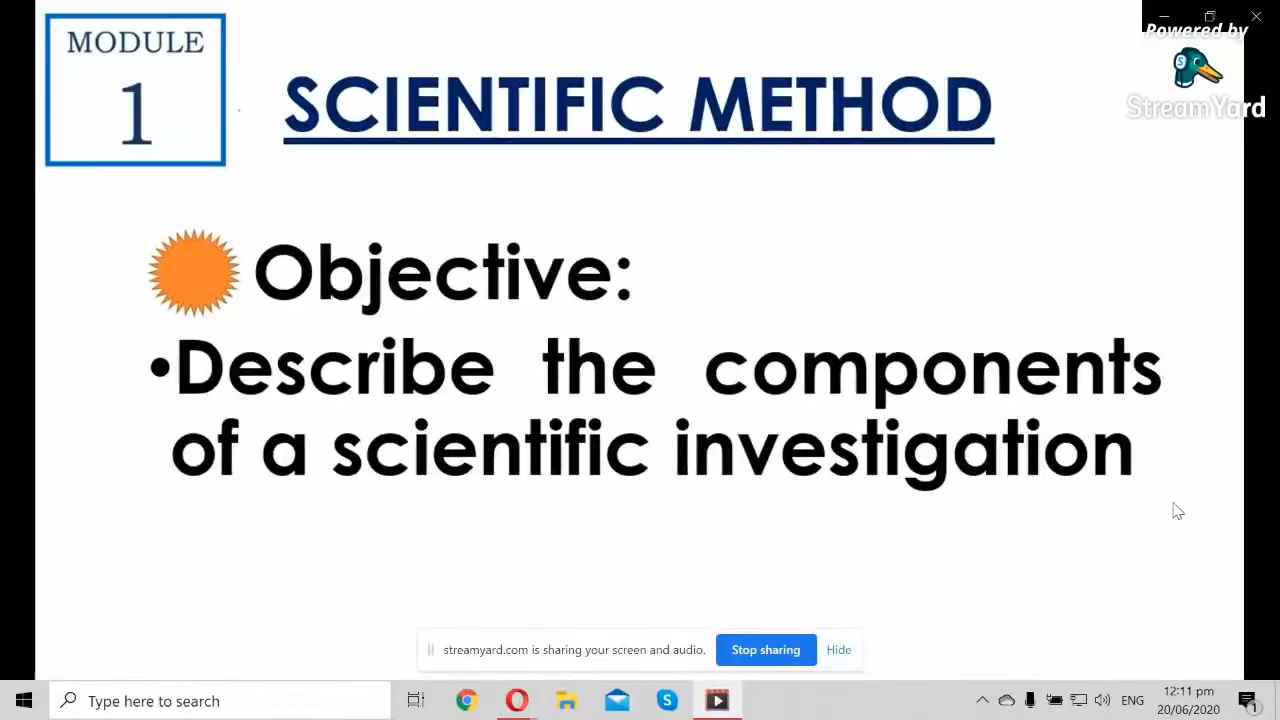 MODULE
1
SCIENTIFIC METHOD
Powered by
StreamYard
Objective:
•Describe the components
of a scientific investigation
streamyard.com is sharing your screen and audio. Stop sharing Hide
Type here to search
ENG
12:11 pm
20/06/2020
1